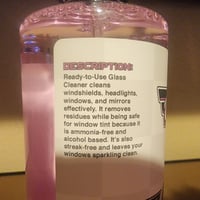 DESCRIPTION:
Ready-to-Use Glass
Cleaner cleans
windshields, headlights,
windows, and mirrors
effectively. It removes
residues while being safe
for window tint because it
is ammonia-free and
alcohol based. It's also
streak-free and leaves your
windows sparkling clean.